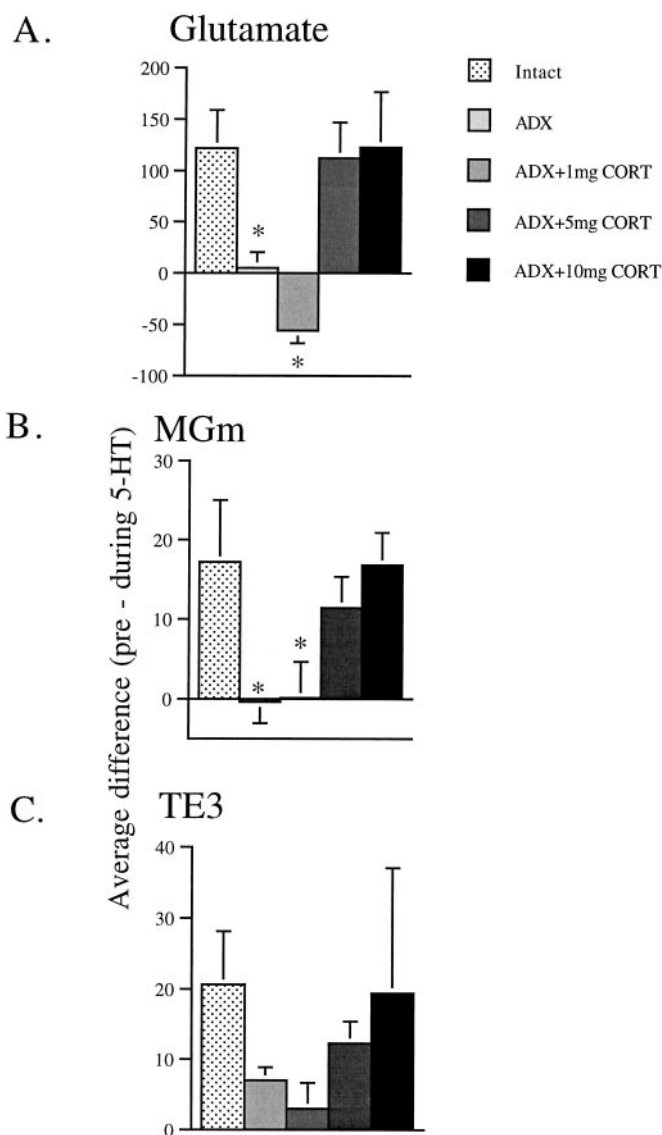 A. Glutamate
200
150
100
50
0
-50
-100
*
*
Intact
ADX
ADX+1mg CORT
ADX+5mg CORT
ADX+10mg CORT
Average difference (pre - during 5-HT)
B. MGm
30
20
10
0
*
*
C. TE3
40
30
20
10
0